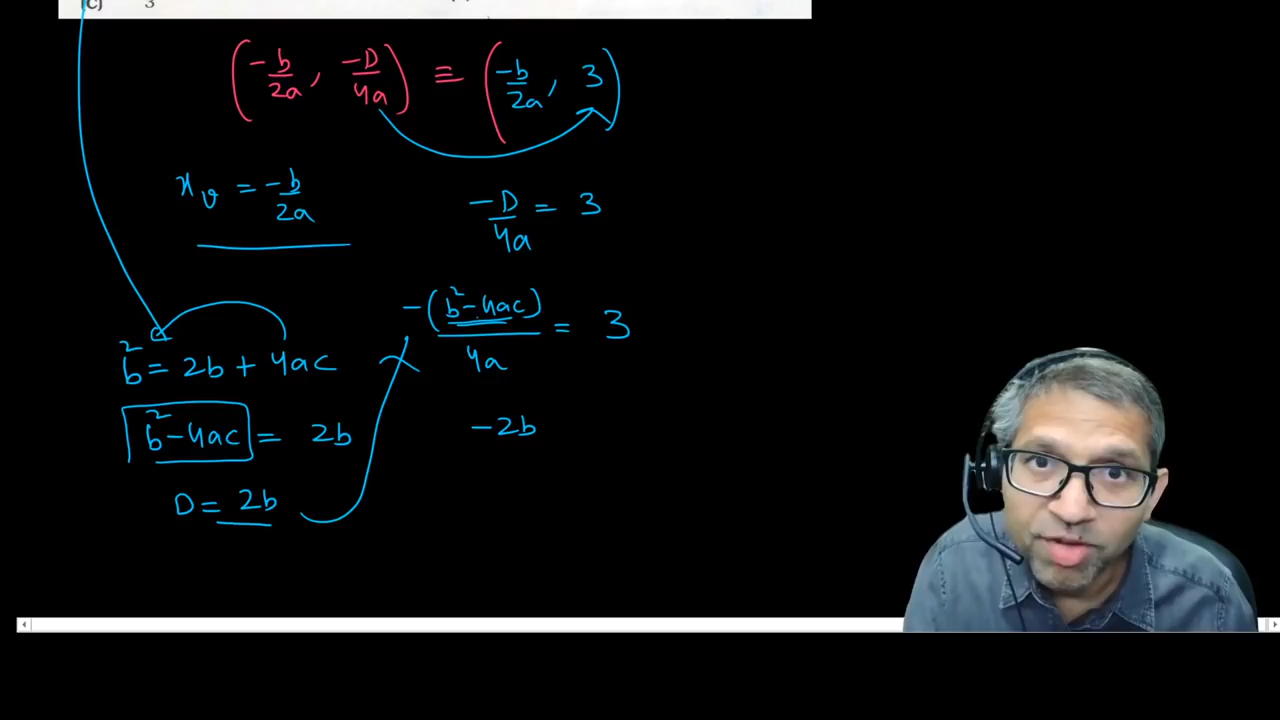 (C) 3
(-b/2a, -D/4a) ≡ (-b/2a, 3)
x_v = -b/2a
-D/4a = 3
-(b²-4ac)/4a = 3
b² = 2b + 4ac
-2b
b²-4ac = 2b
D = 2b